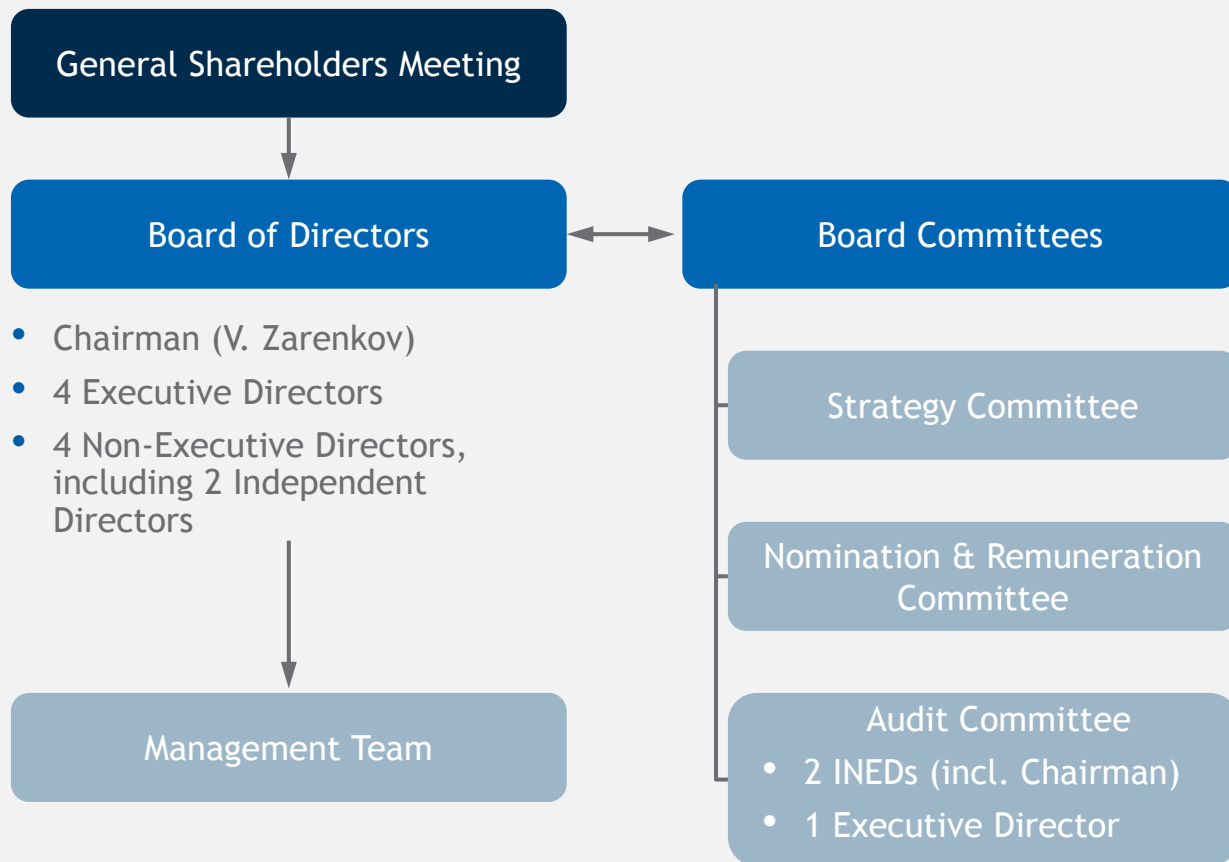 General Shareholders Meeting
Board of Directors
Board Committees
• Chairman (V. Zarenkov)
• 4 Executive Directors
• 4 Non-Executive Directors,
including 2 Independent
Directors
Management Team
Strategy Committee
Nomination & Remuneration
Committee
Audit Committee
• 2 INEDs (incl. Chairman)
• 1 Executive Director